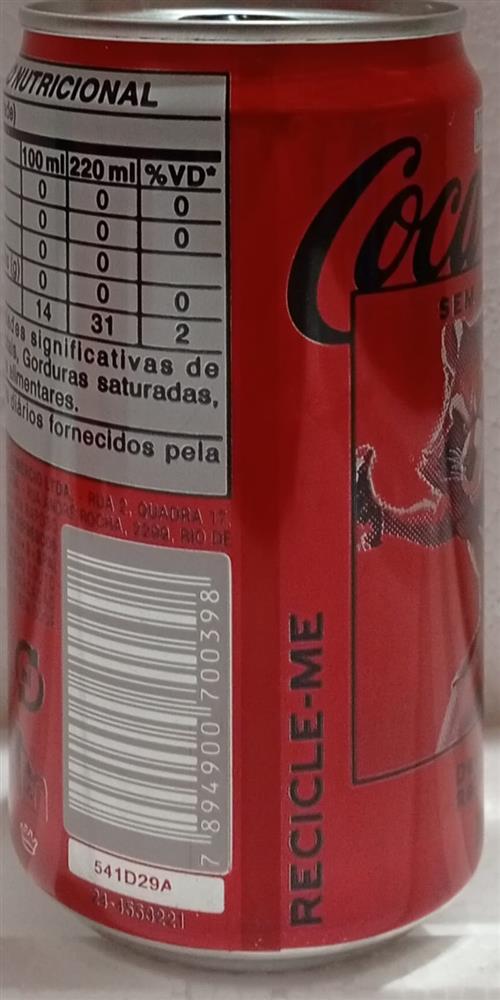 NUTRICIONAL
100 ml 220 ml %VD*
0 0 0
0 0 0
0 0
0 0 0
14 31 2
significativas de
Gorduras saturadas,
alimentares.
diários fornecidos pela
LTDA. - RUA 2, QUADRA 17
ROCHA, 2299, RIO DE
7 894900 700398
541D29A
RECICLE-ME
Coca
SEM